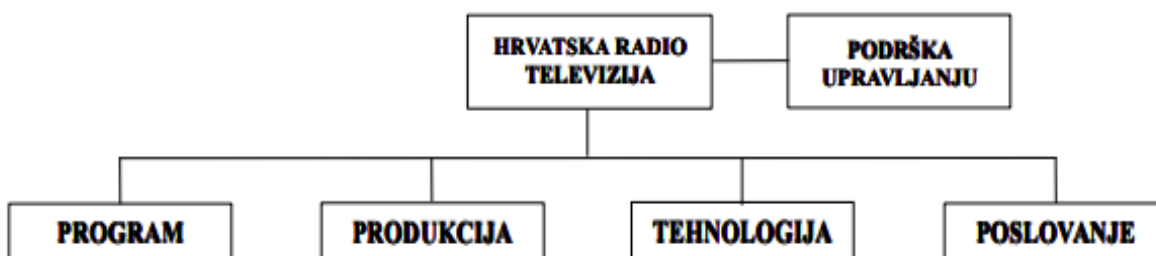 HRVATSKA RADIO
TELEVIZIJA
PODRŠKA
UPRAVLJANJU
PROGRAM
PRODUKCIJA
TEHNOLOGIJA
POSLOVANJE